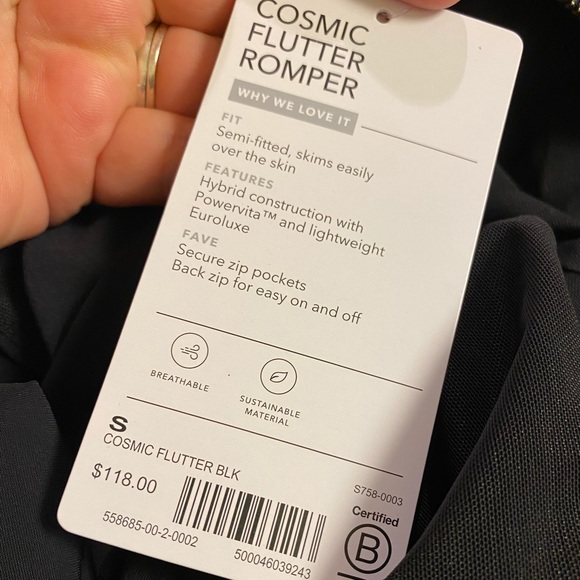 COSMIC
FLUTTER
ROMPER
WHY WE LOVE IT
FIT
Semi-fitted, skims easily
over the skin
FEATURES
Hybrid construction with
Powervita™ and lightweight
Euroluxe
FAVE
Secure zip pockets
Back zip for easy on and off
BREATHABLE
SUSTAINABLE
MATERIAL
S
COSMIC FLUTTER BLK
$118.00
S758-0003
558685-00-2-0002
500046039243
Certified
B